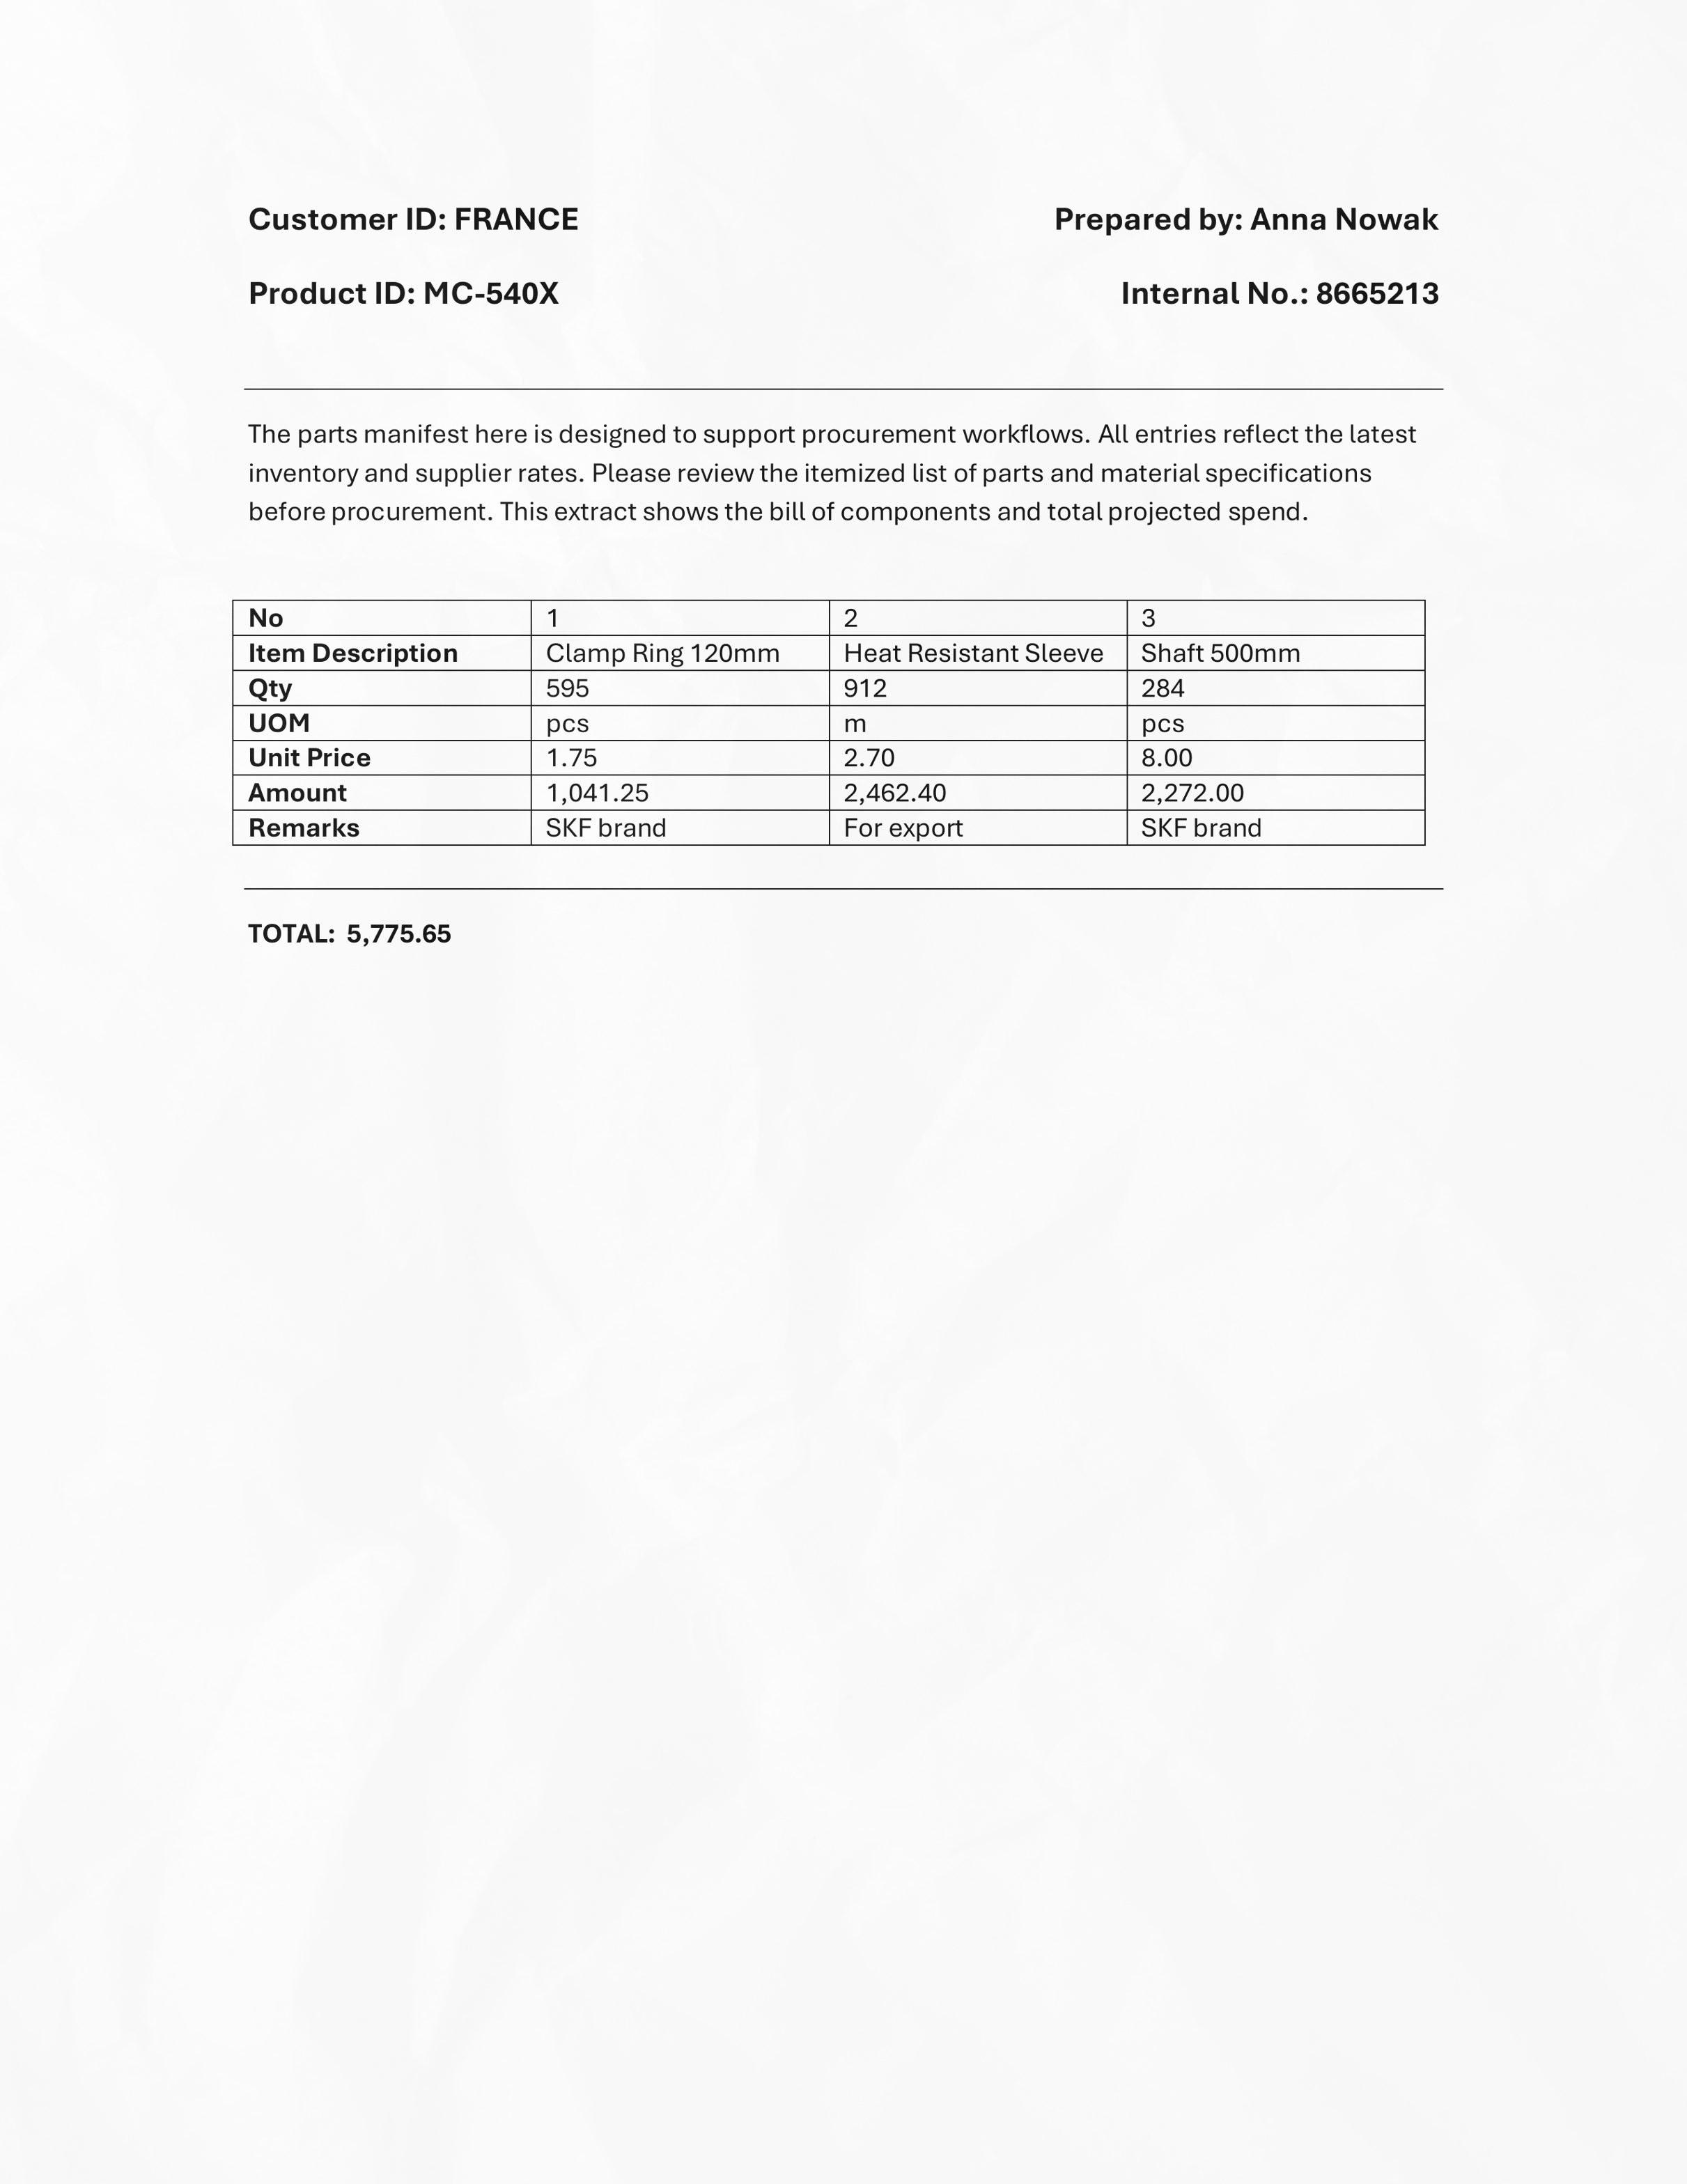 Customer ID: FRANCE Prepared by: Anna Nowak
Product ID: MC-540X Internal No.: 8665213
The parts manifest here is designed to support procurement workflows. All entries reflect the latest
inventory and supplier rates. Please review the itemized list of parts and material specifications
before procurement. This extract shows the bill of components and total projected spend.
No 1 2 3
Item Description Clamp Ring 120mm Heat Resistant Sleeve Shaft 500mm
Qty 595 912 284
UOM pcs m pcs
Unit Price 1.75 2.70 8.00
Amount 1,041.25 2,462.40 2,272.00
Remarks SKF brand For export SKF brand
TOTAL: 5,775.65